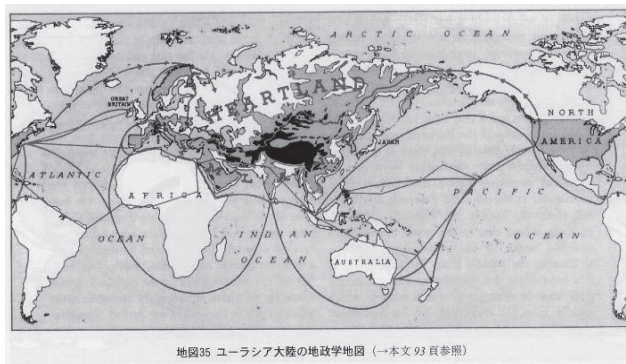 ARCTIC OCEAN
GREAT BRITAIN
HEARTLAND
NORTH AMERICA
JAPAN
ATLANTIC OCEAN
AFRICA
INDIAN OCEAN
PACIFIC OCEAN
AUSTRALIA
地図35 ユーラシア大陸の地政学地図（→本文93頁参照）